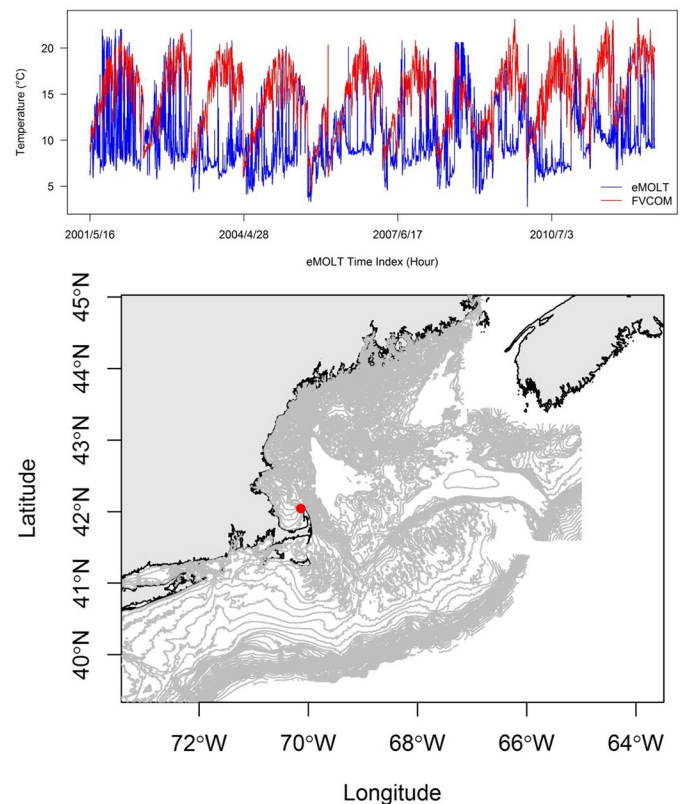 Temperature (°C)
20
15
10
5
eMOLT
FVCOM
2001/5/16 2004/4/28 2007/6/17 2010/7/3
eMOLT Time Index (Hour)
Latitude
45°N
44°N
43°N
42°N
41°N
40°N
72°W 70°W 68°W 66°W 64°W
Longitude